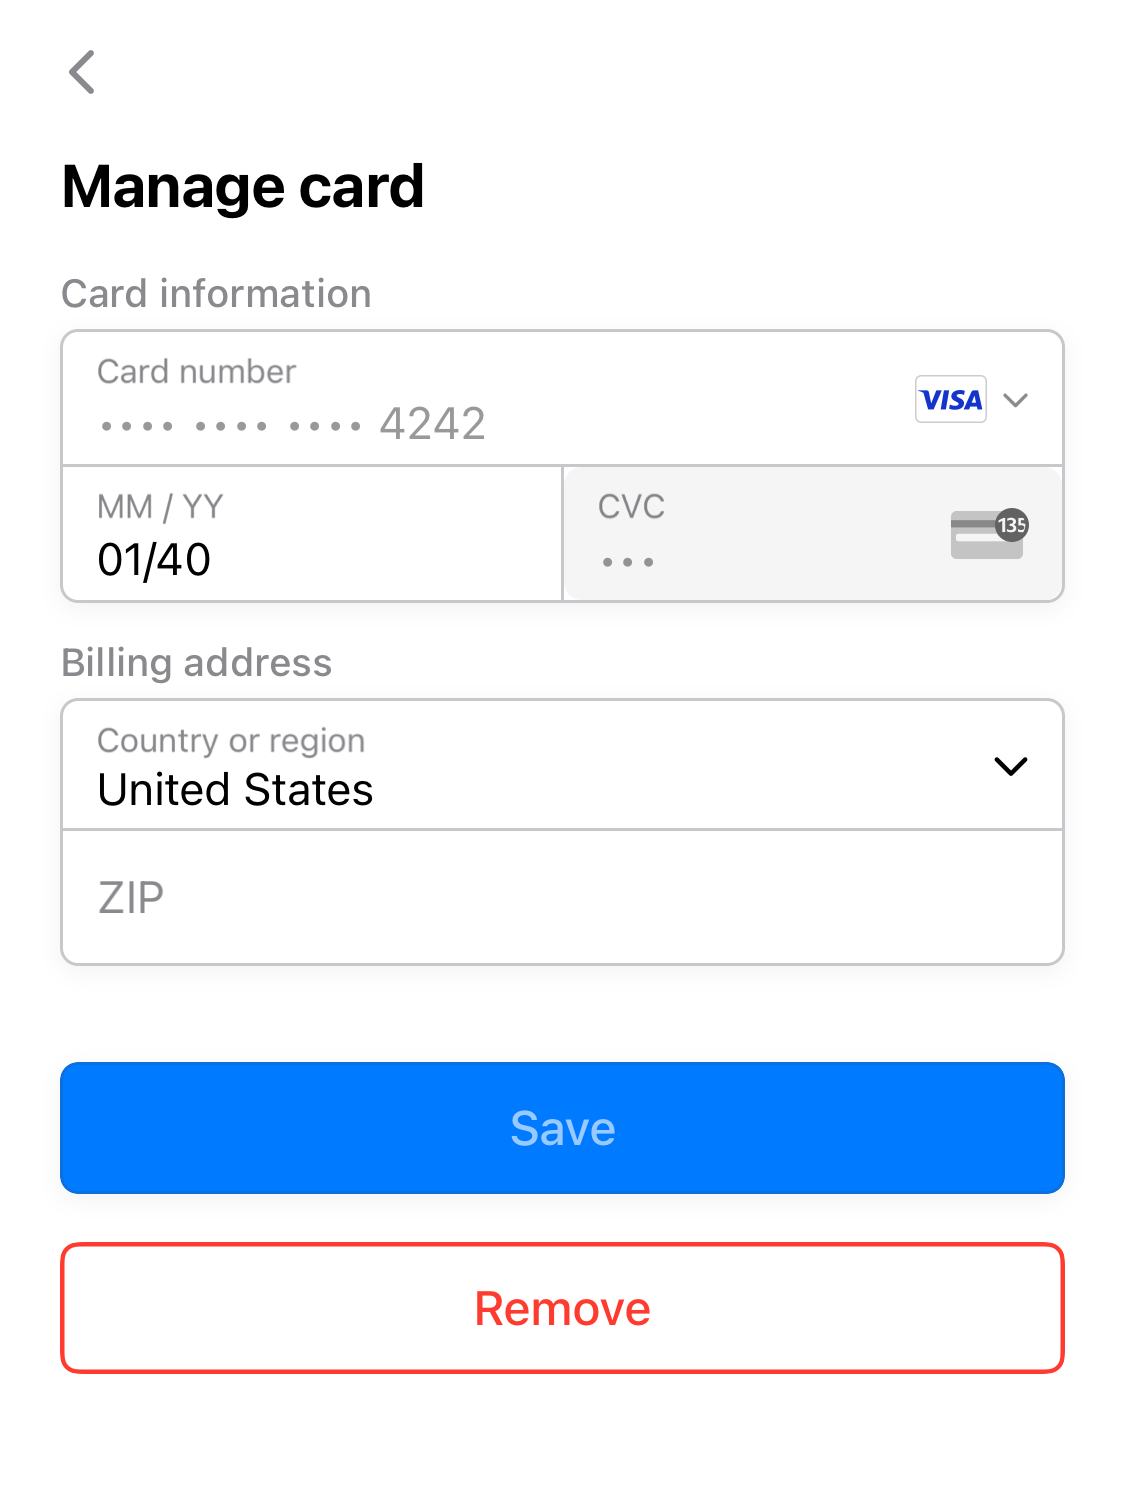 Manage card
Card information
Card number
•••• •••• •••• 4242
VISA
MM / YY
01/40
CVC
•••
135
Billing address
Country or region
United States
ZIP
Save
Remove